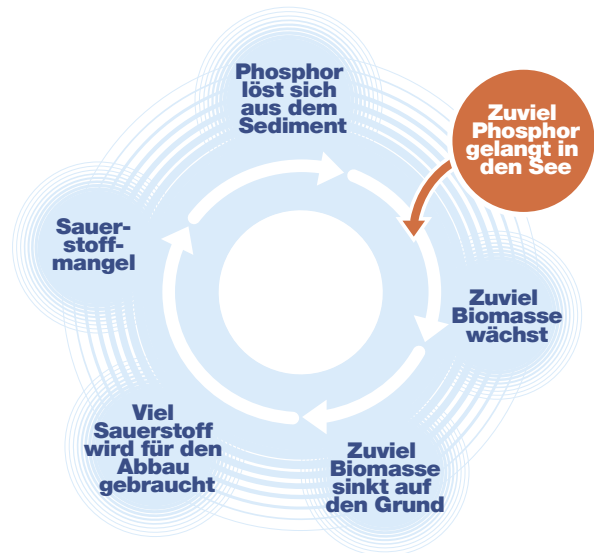 Phosphor
löst sich
aus dem
Sediment
Zuviel
Phosphor
gelangt in
den See
Zuviel
Biomasse
wächst
Zuviel
Biomasse
sinkt auf
den Grund
Viel
Sauerstoff
wird für den
Abbau
gebraucht
Sauer-
stoff-
mangel